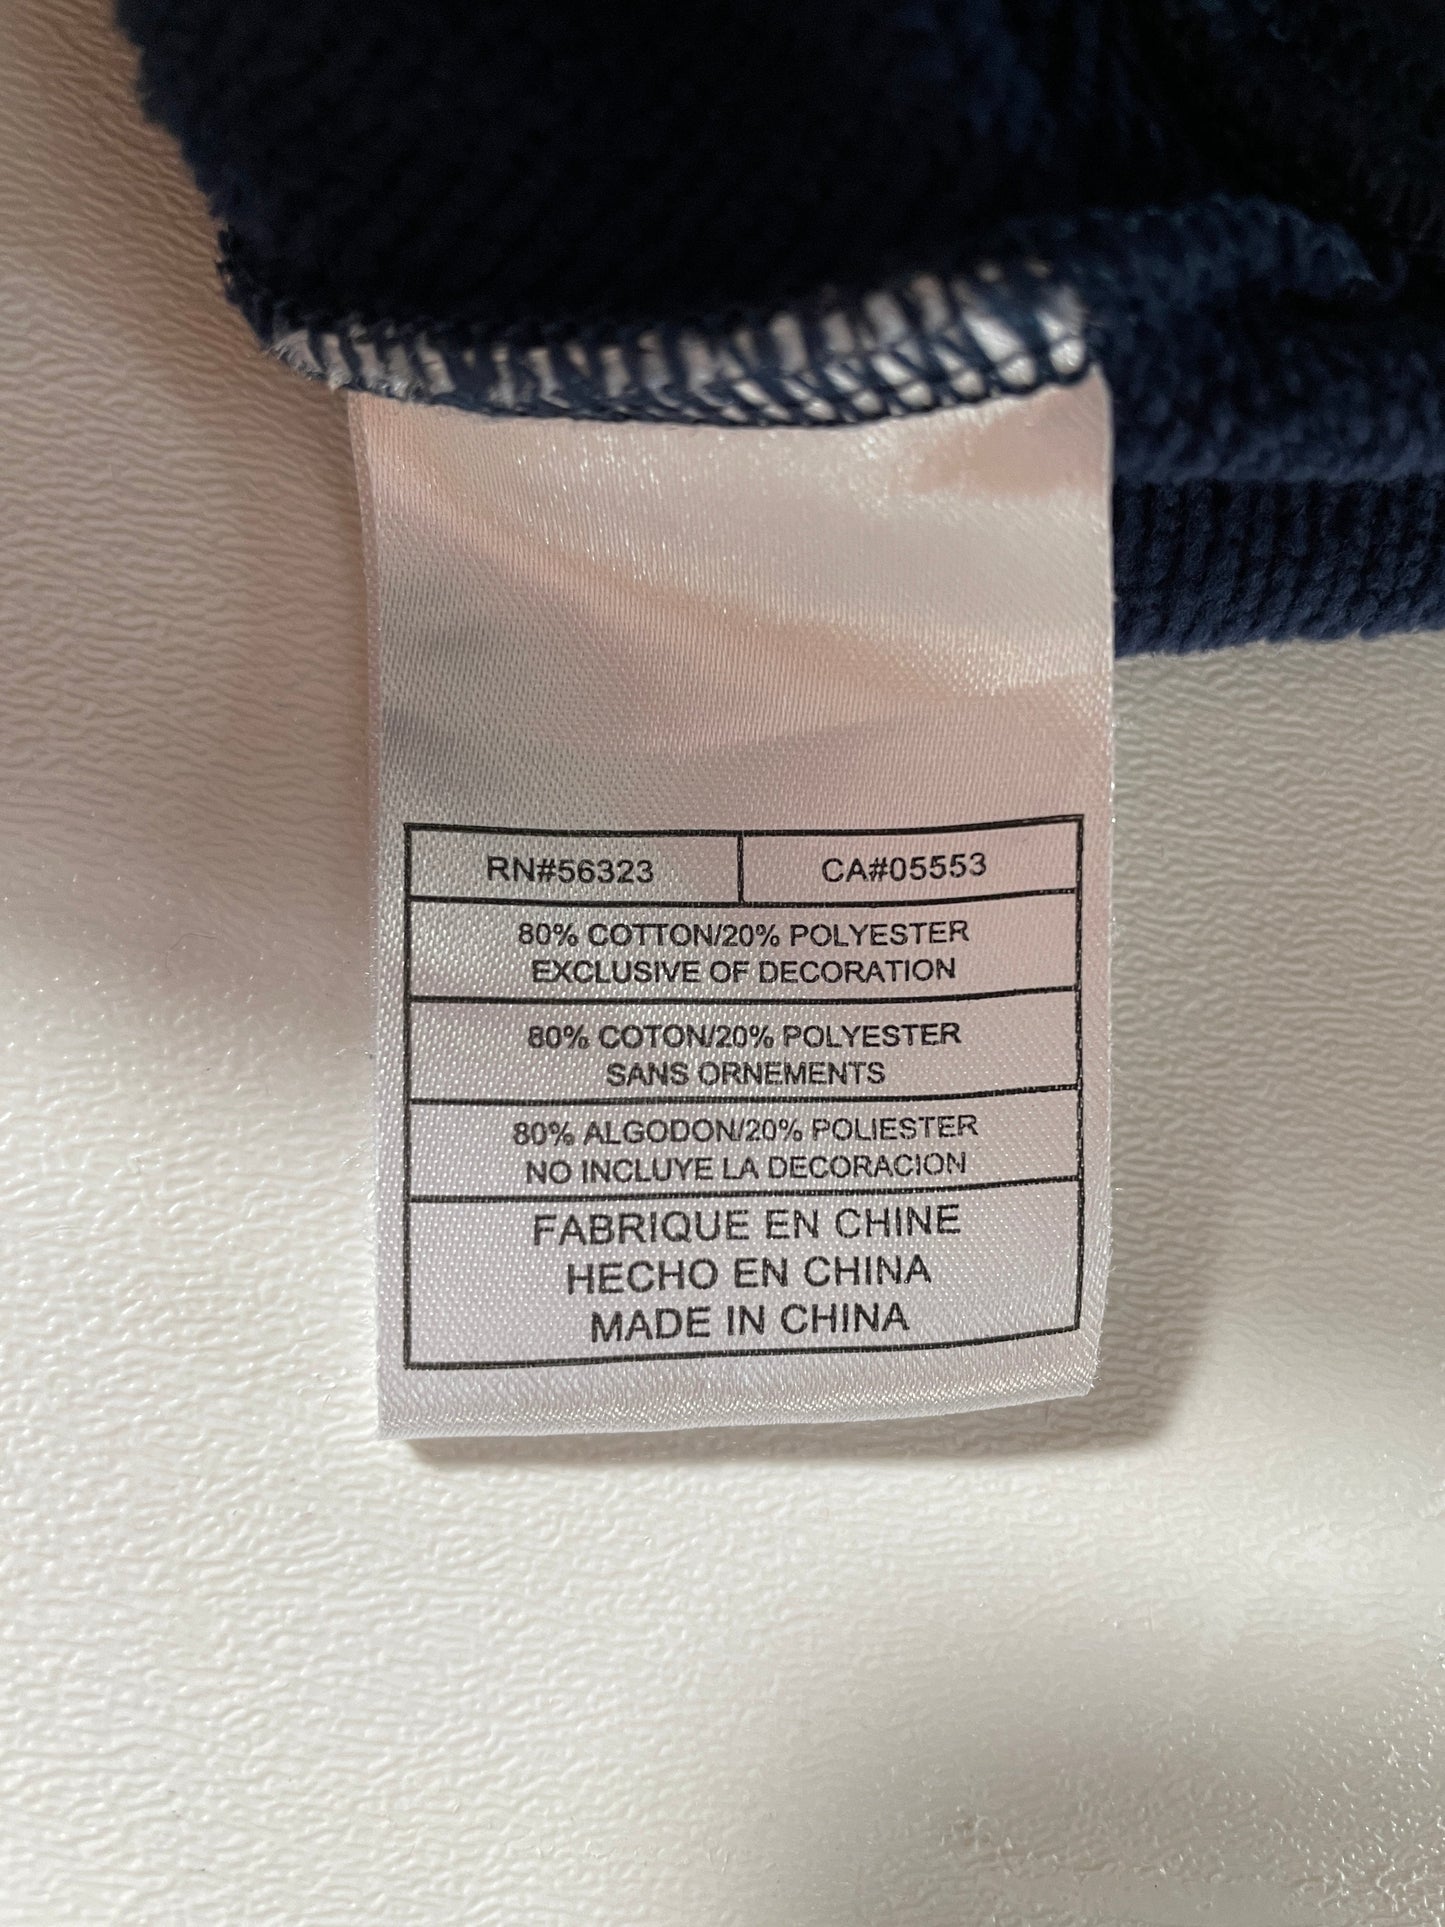 RN#56323 CA#05553
80% COTTON/20% POLYESTER
EXCLUSIVE OF DECORATION
80% COTON/20% POLYESTER
SANS ORNEMENTS
80% ALGODON/20% POLIESTER
NO INCLUYE LA DECORACION
FABRIQUE EN CHINE
HECHO EN CHINA
MADE IN CHINA